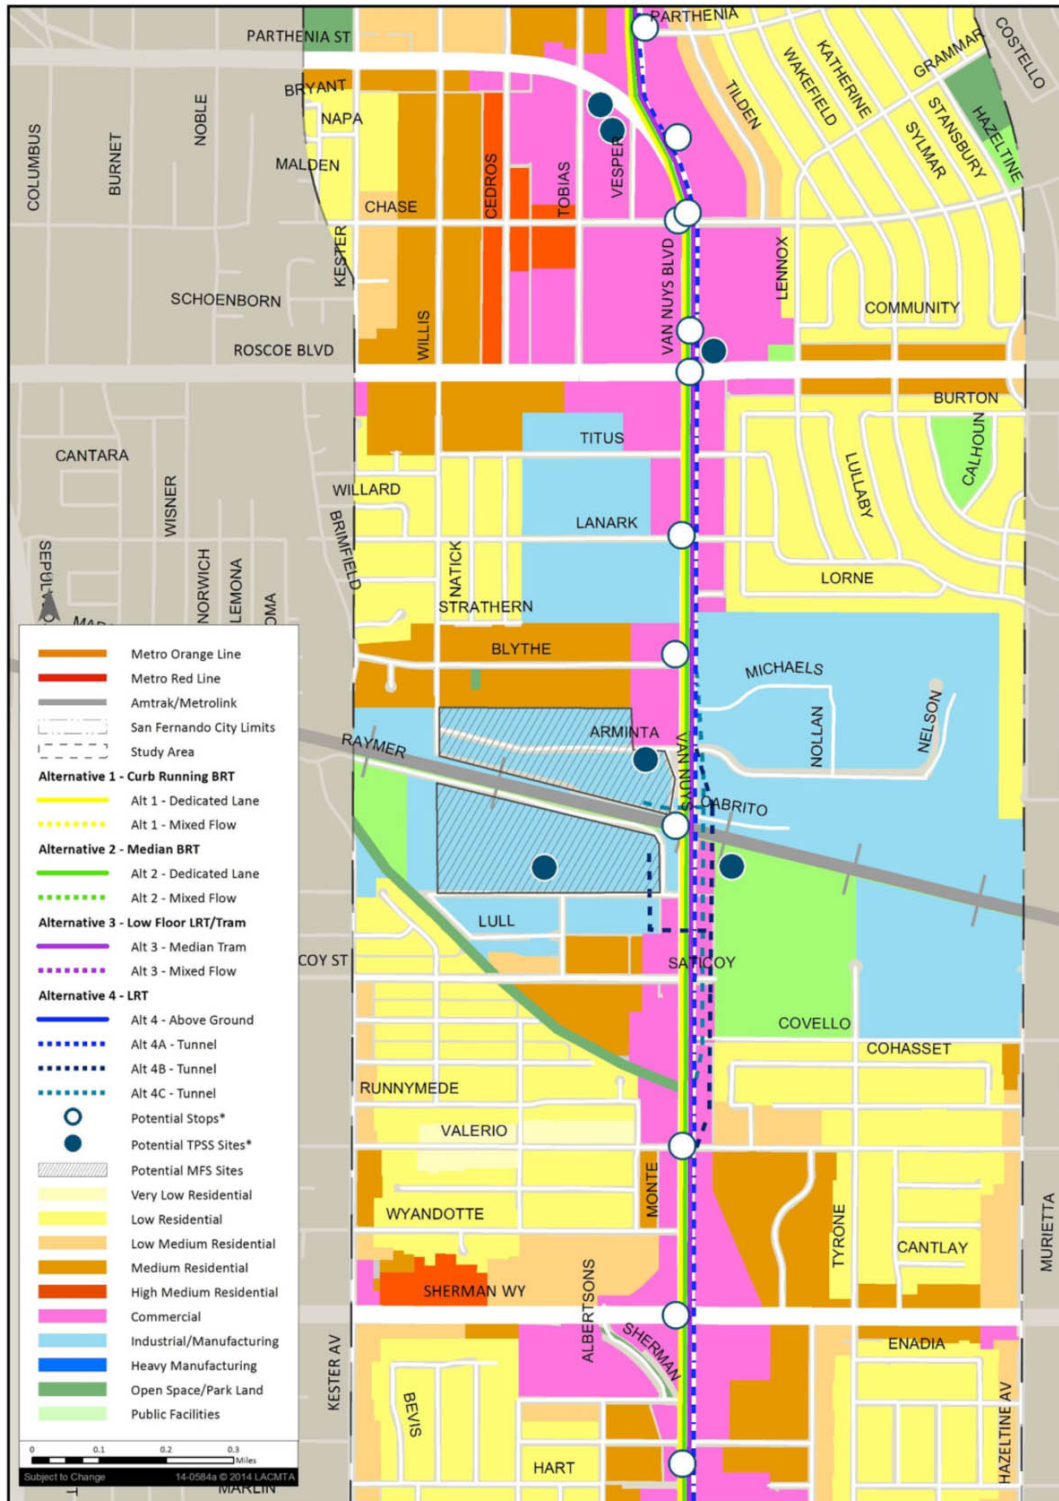 PARTHENIA
PARTHENIA ST
COSTELLO
GRAMMAR
KATHERINE
WAKEFIELD
TILDEN
STANSBURY
SYLMAR
HAZELTINE
BRYANT
NAPA
MALDEN
NOBLE
BURNET
COLUMBUS
CEDROS
TOBIAS
VESPER
CHASE
KESTER
VAN NUYS BLVD
LENNOX
SCHOENBORN
WILLIS
COMMUNITY
ROSCOE BLVD
BURTON
CALHOUN
TITUS
LULLABY
CANTARA
WILLARD
WISNER
BRIMFIELD
LANARK
NATICK
LORNE
NORWICH
LEMONA
STRATHERN
BLYTHE
MICHAELS
NOLLAN
NELSON
ARMINTA
RAYMER
VAN NUYS
CABRITO
LULL
SATICOY
COY ST
COVELLO
COHASSET
RUNNYMEDE
VALERIO
MONTE
WYANDOTTE
TYRONE
CANTLAY
MURIETTA
SHERMAN WY
ALBERTSONS
SHERMAN
ENADIA
KESTER AV
BEVIS
HAZELTINE AV
HART
MARLIN
Metro Orange Line
Metro Red Line
Amtrak/Metrolink
San Fernando City Limits
Study Area
Alternative 1 - Curb Running BRT
Alt 1 - Dedicated Lane
Alt 1 - Mixed Flow
Alternative 2 - Median BRT
Alt 2 - Dedicated Lane
Alt 2 - Mixed Flow
Alternative 3 - Low Floor LRT/Tram
Alt 3 - Median Tram
Alt 3 - Mixed Flow
Alternative 4 - LRT
Alt 4 - Above Ground
Alt 4A - Tunnel
Alt 4B - Tunnel
Alt 4C - Tunnel
Potential Stops*
Potential TPSS Sites*
Potential MFS Sites
Very Low Residential
Low Residential
Low Medium Residential
Medium Residential
High Medium Residential
Commercial
Industrial/Manufacturing
Heavy Manufacturing
Open Space/Park Land
Public Facilities
0 0.1 0.2 0.3
Miles
Subject to Change 14-0584a © 2014 LACMTA